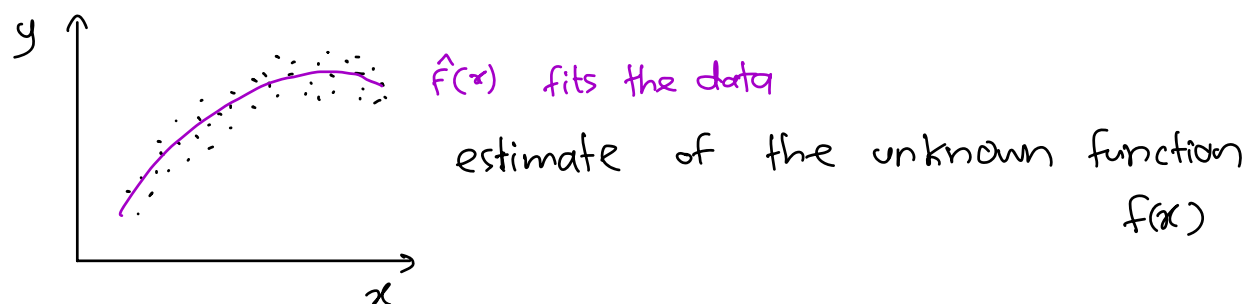 y
f̂(x) fits the data
estimate of the unknown function
f(x)
x